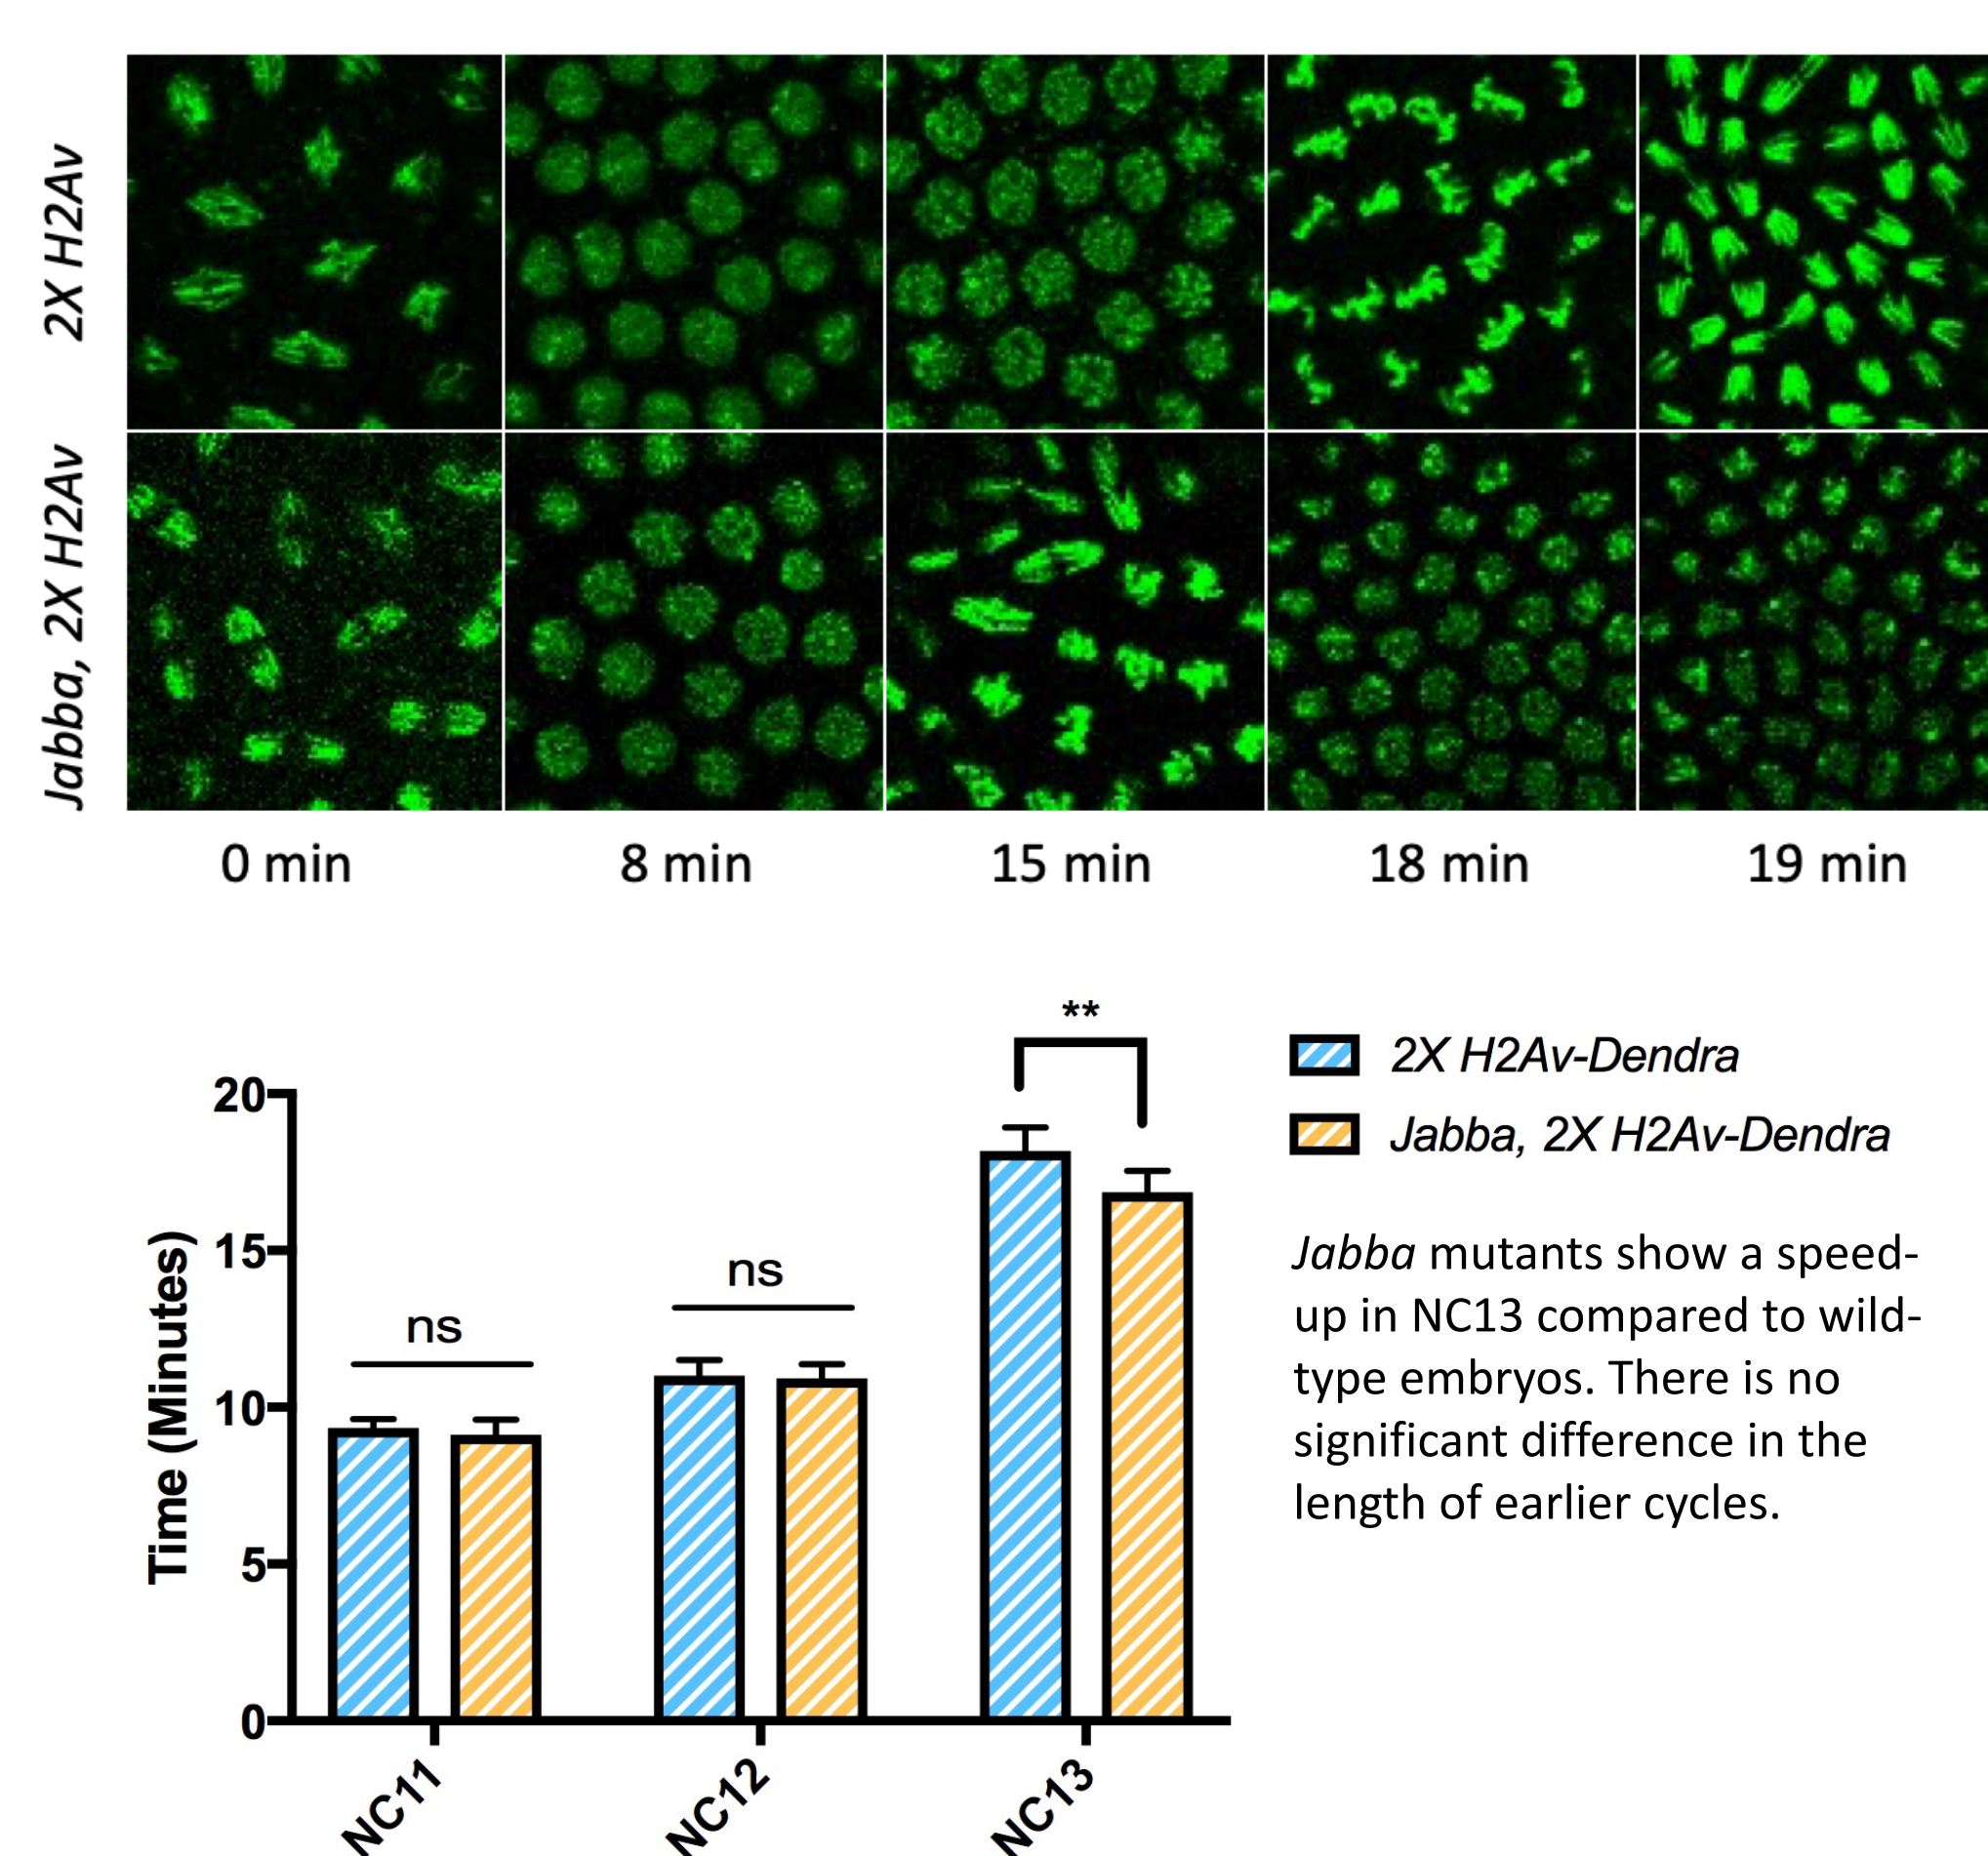 2X H2Av
Jabba, 2X H2Av
0 min 8 min 15 min 18 min 19 min
**
2X H2Av-Dendra
Jabba, 2X H2Av-Dendra
ns
ns
20
15
10
5
0
Time (Minutes)
NC11 NC12 NC13
Jabba mutants show a speed-
up in NC13 compared to wild-
type embryos. There is no
significant difference in the
length of earlier cycles.